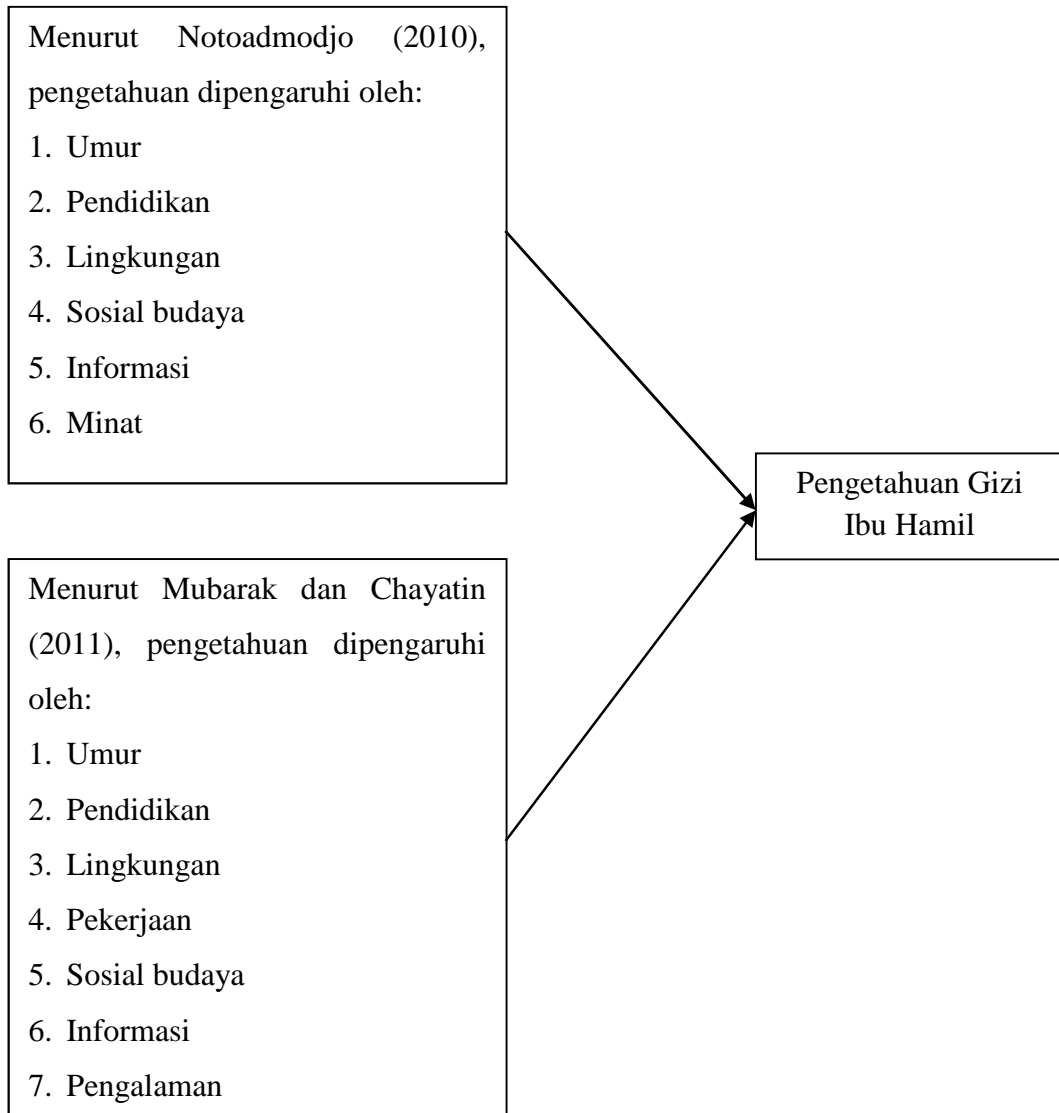 Menurut Notoadmodjo (2010),
pengetahuan dipengaruhi oleh:
1. Umur
2. Pendidikan
3. Lingkungan
4. Sosial budaya
5. Informasi
6. Minat
Pengetahuan Gizi
Ibu Hamil
Menurut Mubarak dan Chayatin
(2011), pengetahuan dipengaruhi
oleh:
1. Umur
2. Pendidikan
3. Lingkungan
4. Pekerjaan
5. Sosial budaya
6. Informasi
7. Pengalaman